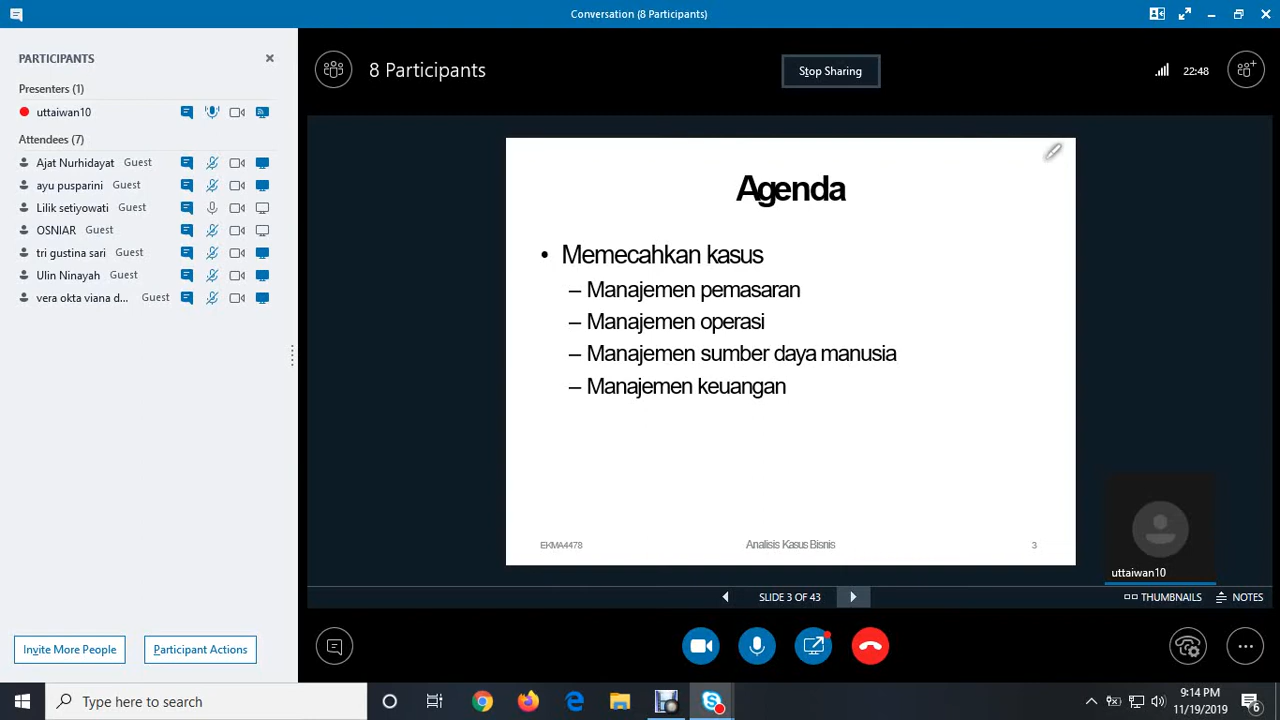 Conversation (8 Participants)
PARTICIPANTS
Presenters (1)
uttaiwan10
Attendees (7)
Ajat Nurhidayat Guest
ayu pusparini Guest
Lilik setiyowati Guest
OSNIAR Guest
tri gustina sari Guest
Ulin Ninayah Guest
vera okta viana d... Guest
Invite More People
Participant Actions
8 Participants
Stop Sharing
22:48
Agenda
• Memecahkan kasus
– Manajemen pemasaran
– Manajemen operasi
– Manajemen sumber daya manusia
– Manajemen keuangan
EKMA4478 Analisis Kasus Bisnis 3
uttaiwan10
SLIDE 3 OF 43
THUMBNAILS
NOTES
Type here to search
9:14 PM
11/19/2019
6